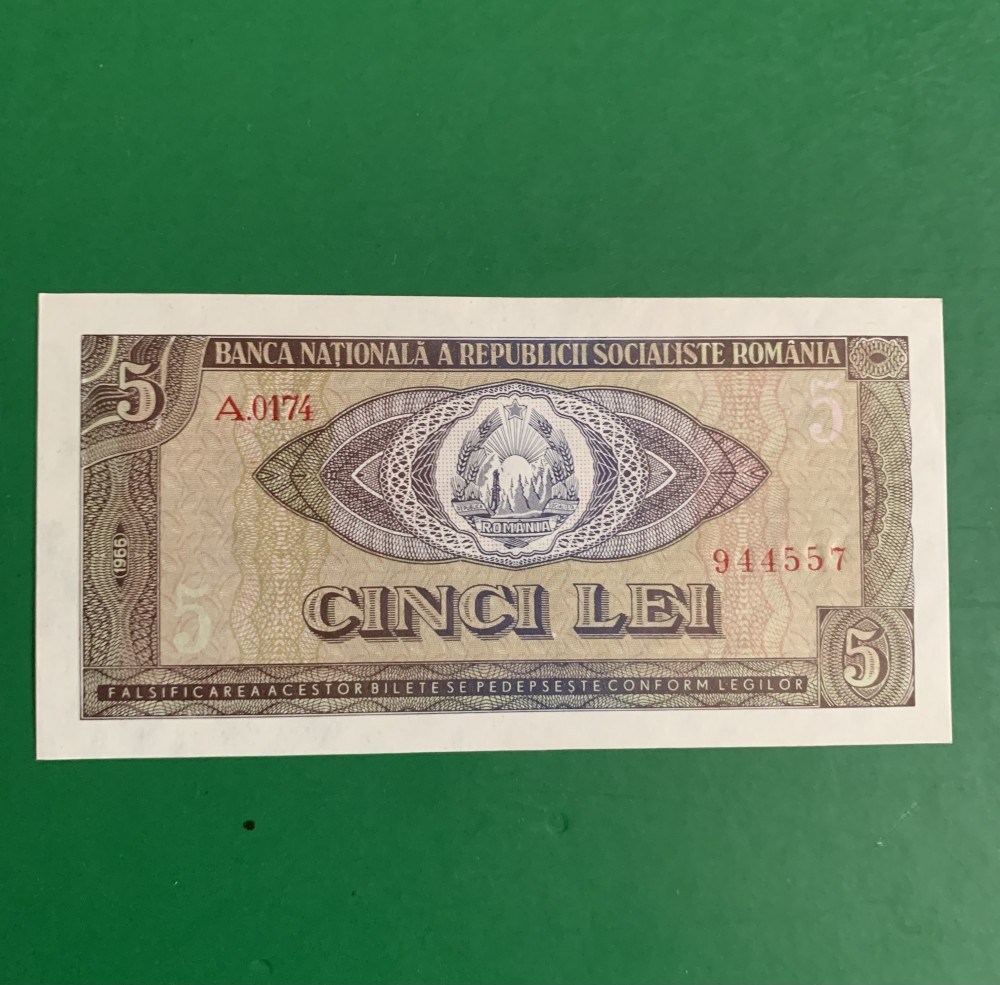 BANCA NAȚIONALĂ A REPUBLICII SOCIALISTE ROMÂNIA
5
A.0174
5
ROMÂNIA
(1966)
944557
5
CINCI LEI
5
FALSIFICAREA ACESTOR BILETE SE PEDEPSEȘTE CONFORM LEGILOR